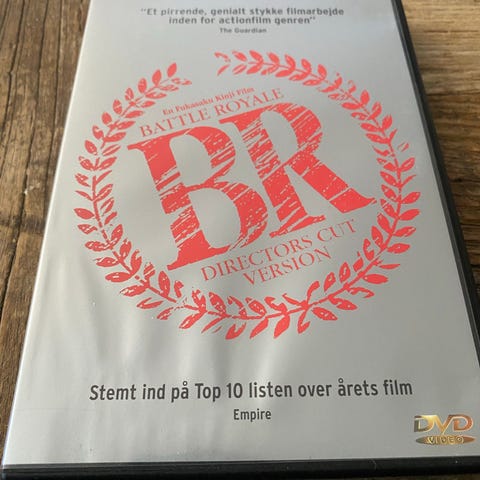 "Et pirrende, genialt stykke filmarbejde
inden for actionfilm genren"
The Guardian
En Fukasaku Kinji Film
BATTLE ROYALE
BR
DIRECTORS CUT
VERSION
Stemt ind på Top 10 listen over årets film
Empire
DVD
VIDEO